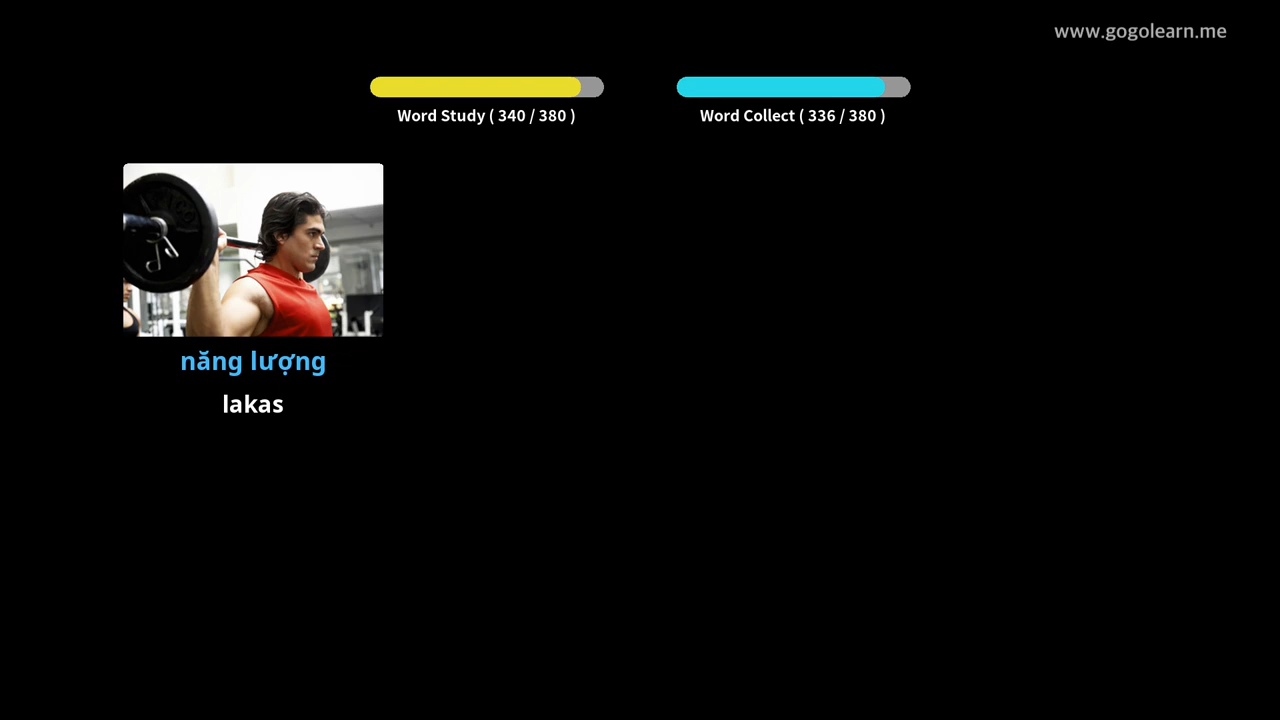 www.gogolearn.me
Word Study ( 340 / 380 )
Word Collect ( 336 / 380 )
năng lượng
lakas